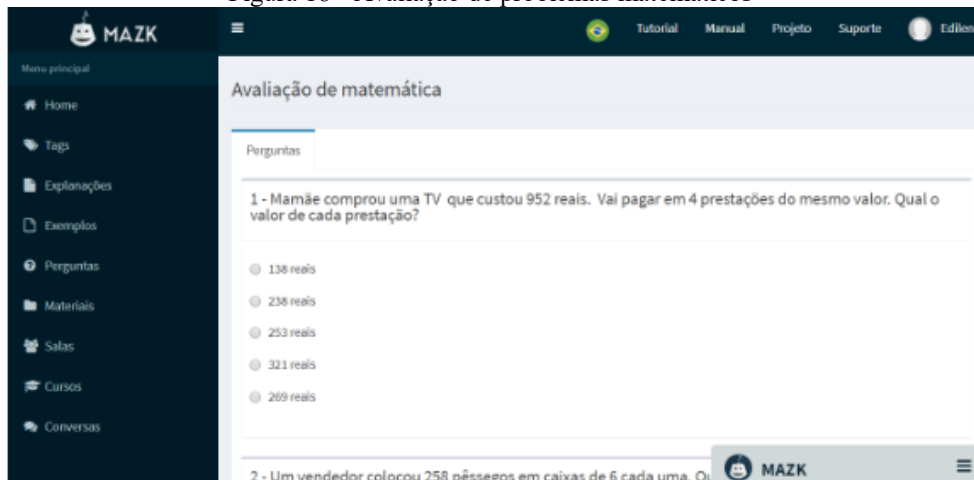 MAZK
Tutorial Manual Projeto Suporte Edilen
Menu principal
Home
Tags
Explanações
Exemplos
Perguntas
Materiais
Salas
Cursos
Conversas
Avaliação de matemática
Perguntas
1 - Mamãe comprou uma TV que custou 952 reais. Vai pagar em 4 prestações do mesmo valor. Qual o
valor de cada prestação?
138 reais
238 reais
253 reais
321 reais
269 reais
2 - Um vendedor colocou 258 pêssegos em caixas de 6 cada uma.
MAZK